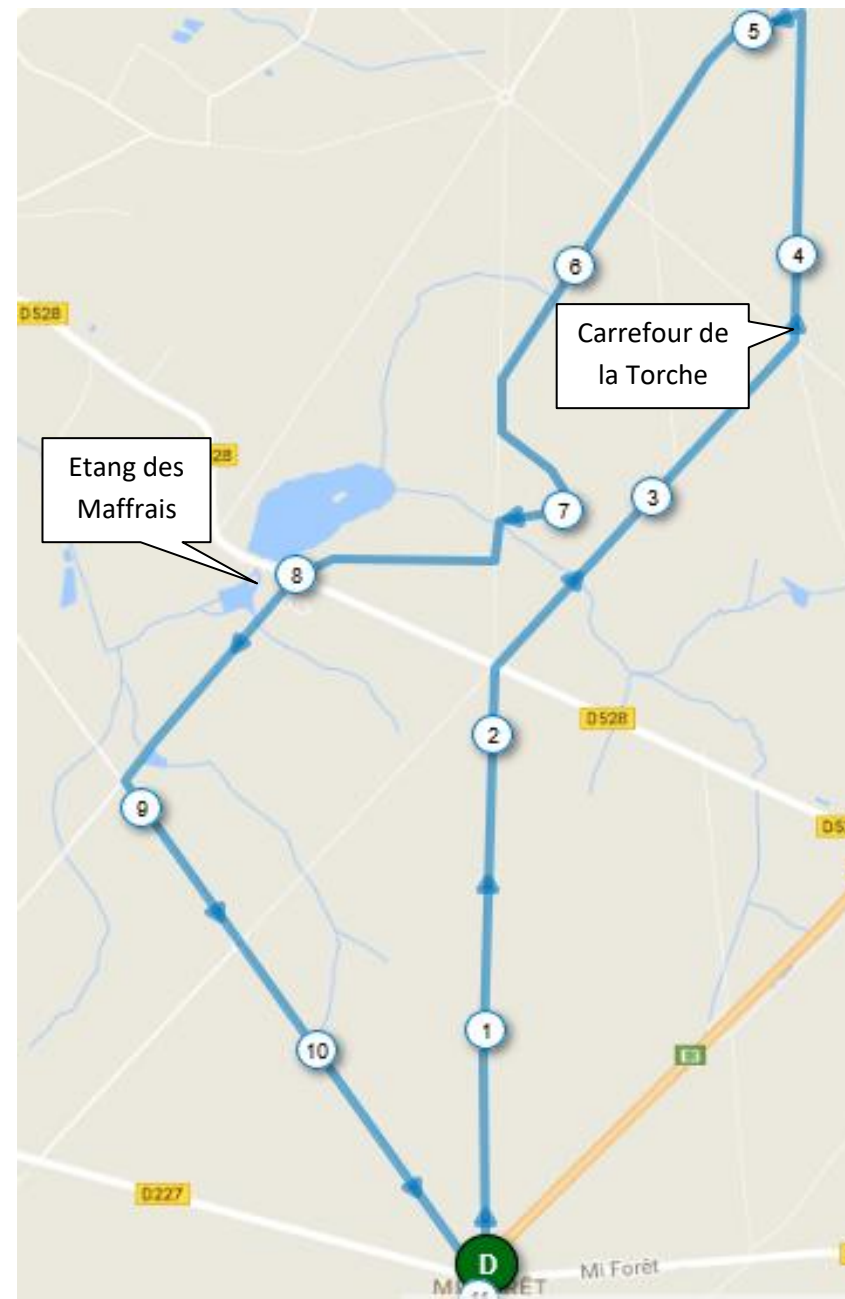 5
6
4
D528
Carrefour de
la Torche
28
Etang des
Maffrais
7
3
8
2
D528
9
D5
1
10
E3
D227
D
Mi Forêt
11